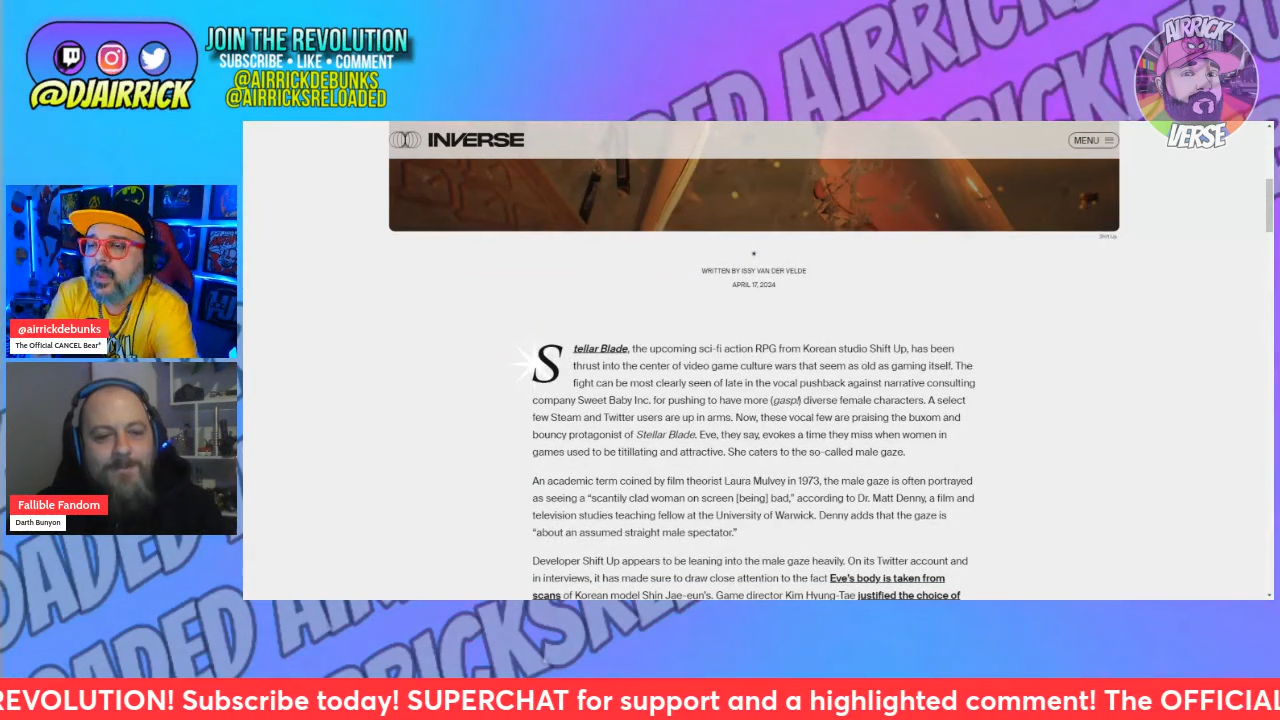 @DJAIRRICK
JOIN THE REVOLUTION
SUBSCRIBE • LIKE • COMMENT
@AIRRICKDEBUNKS
@AIRRICKSRELOADED
AIRRICK
VERSE
INVERSE
MENU
Shift Up
WRITTEN BY ISSY VAN DER VELDE
APRIL 17, 2024
Stellar Blade, the upcoming sci-fi action RPG from Korean studio Shift Up, has been
thrust into the center of video game culture wars that seem as old as gaming itself. The
fight can be most clearly seen of late in the vocal pushback against narrative consulting
company Sweet Baby Inc. for pushing to have more (gasp!) diverse female characters. A select
few Steam and Twitter users are up in arms. Now, these vocal few are praising the buxom and
bouncy protagonist of Stellar Blade. Eve, they say, evokes a time they miss when women in
games used to be titillating and attractive. She caters to the so-called male gaze.
An academic term coined by film theorist Laura Mulvey in 1973, the male gaze is often portrayed
as seeing a “scantily clad woman on screen [being] bad,” according to Dr. Matt Denny, a film and
television studies teaching fellow at the University of Warwick. Denny adds that the gaze is
“about an assumed straight male spectator.”
Developer Shift Up appears to be leaning into the male gaze heavily. On its Twitter account and
in interviews, it has made sure to draw close attention to the fact Eve’s body is taken from
scans of Korean model Shin Jae-eun’s. Game director Kim Hyung-Tae justified the choice of
@airrickdebunks
The Official CANCEL Bear*
Fallible Fandom
Darth Bunyon
REVOLUTION! Subscribe today! SUPERCHAT for support and a highlighted comment! The OFFICIAL